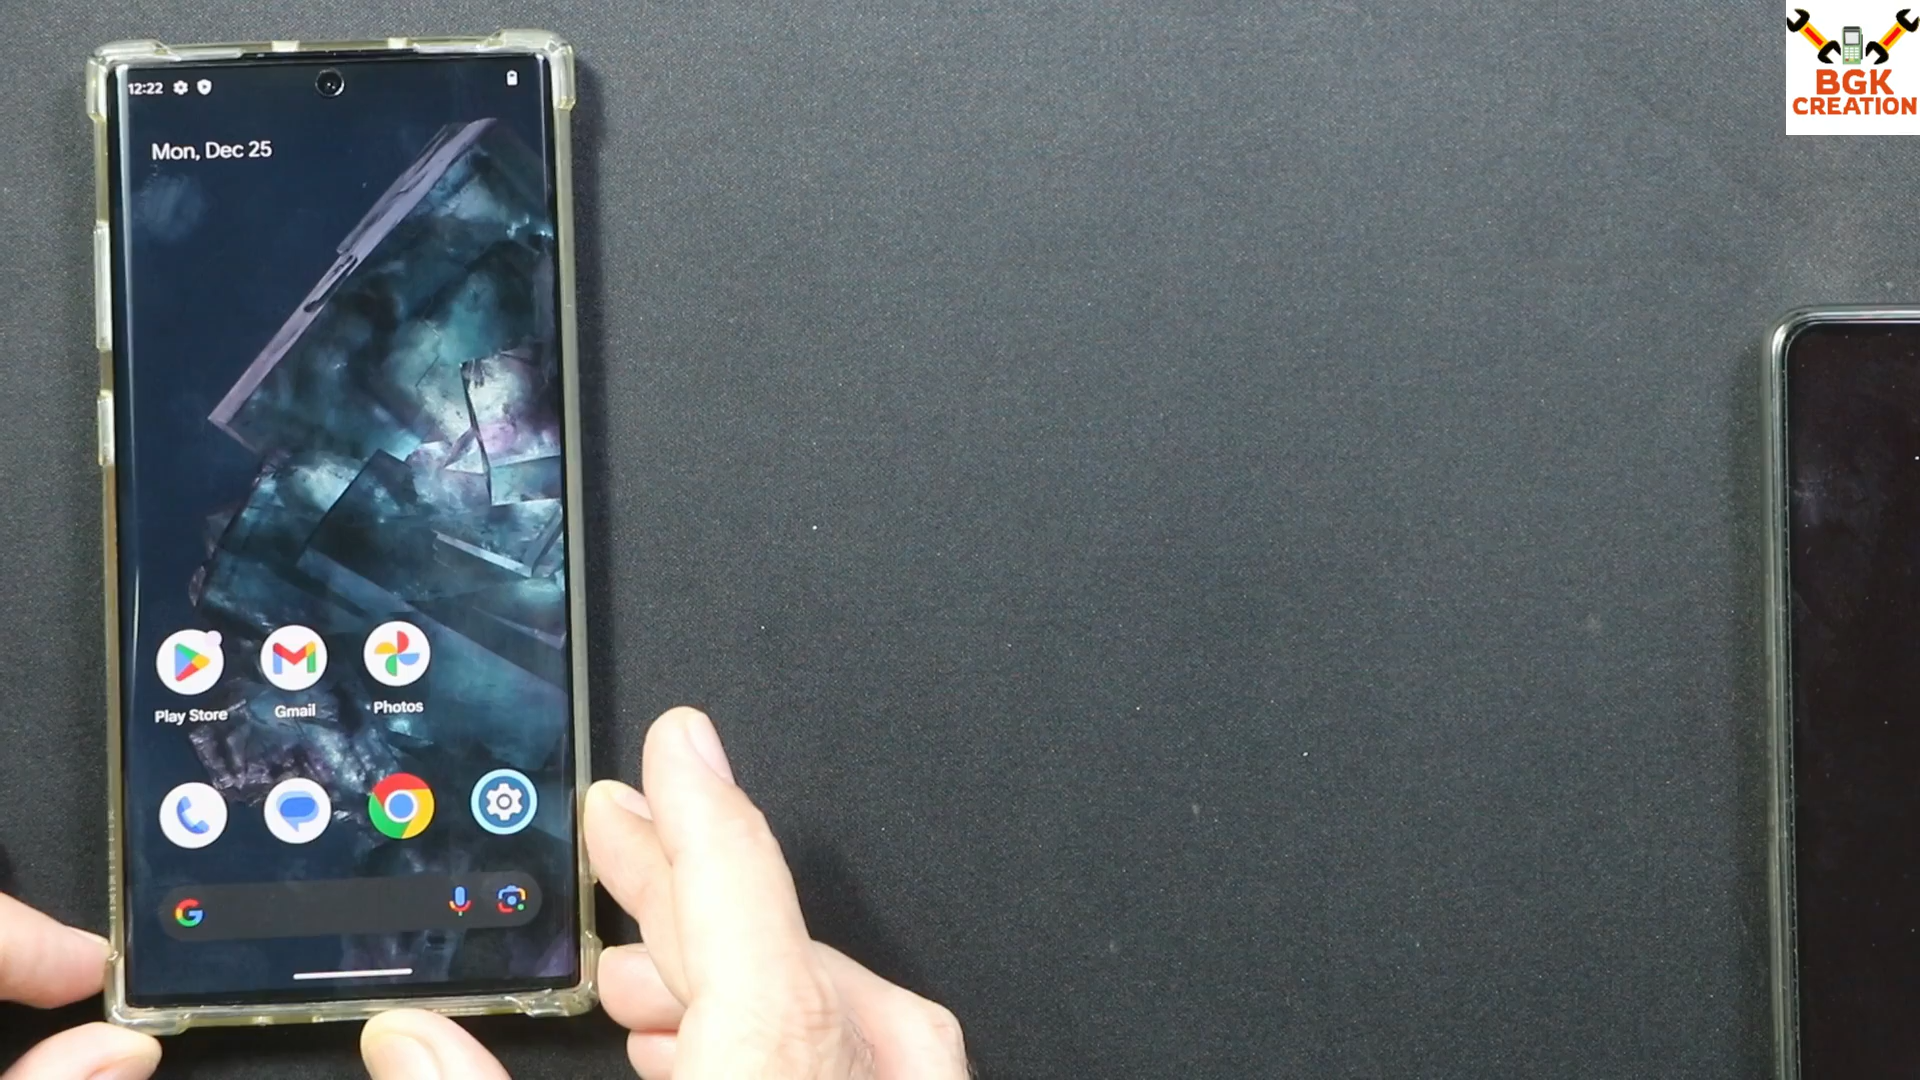 12:22
Mon, Dec 25
Play Store
Gmail
Photos
BGK
CREATION